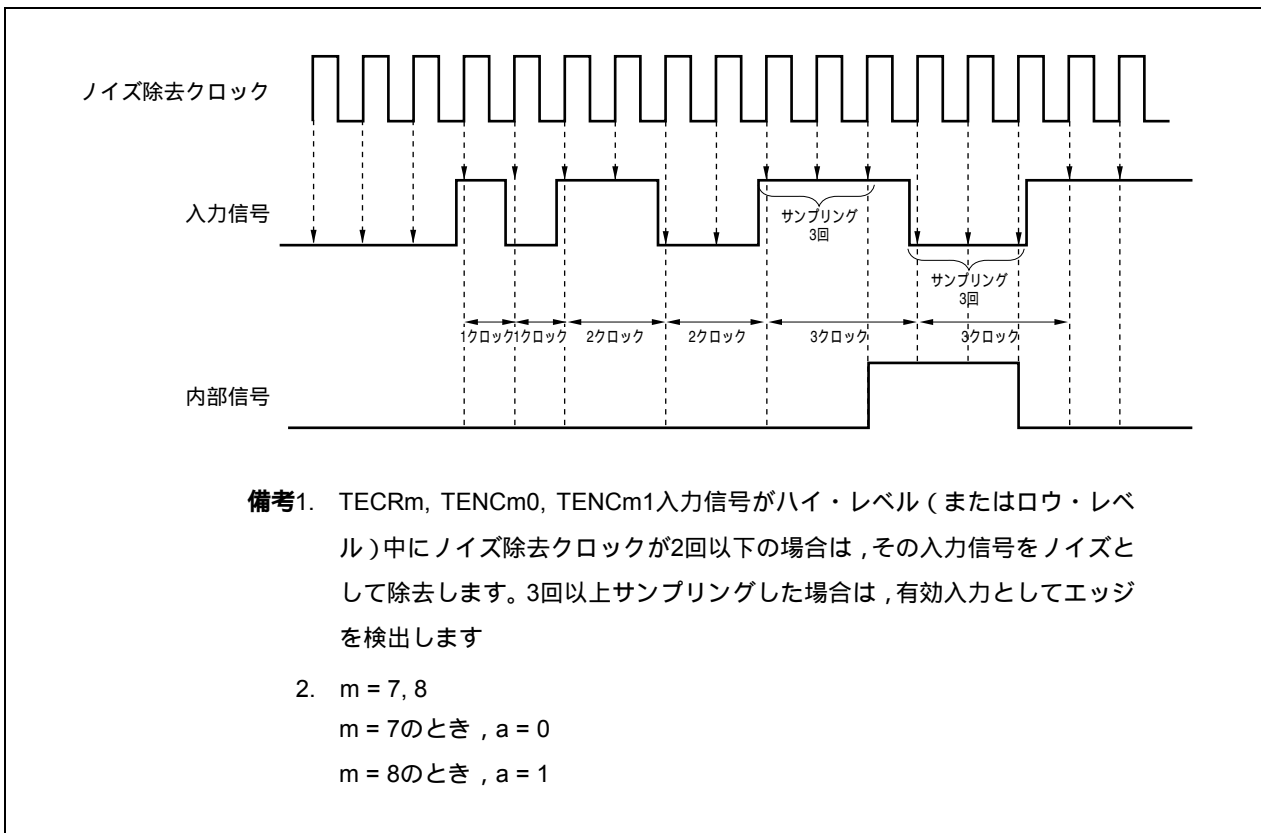 ノイズ除去クロック
入力信号
サンプリング
3回
サンプリング
3回
1クロック 1クロック 2クロック 2クロック 3クロック 3クロック
内部信号
備考1. TECRm, TENCm0, TENCm1入力信号がハイ・レベル(またはロウ・レベ
ル)中にノイズ除去クロックが2回以下の場合は,その入力信号をノイズと
して除去します。3回以上サンプリングした場合は,有効入力としてエッジ
を検出します
2. m = 7, 8
m = 7のとき,a = 0
m = 8のとき,a = 1